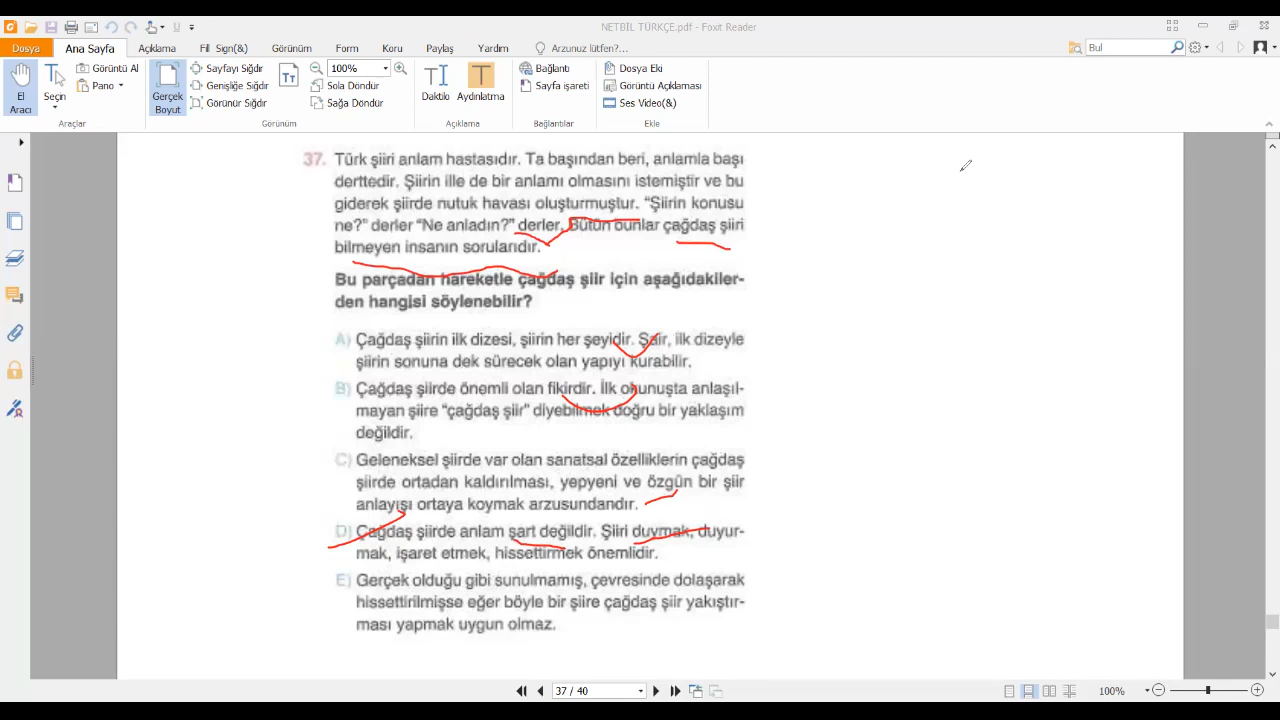 NETBİL TÜRKÇE.pdf - Foxit Reader
Dosya Ana Sayfa Açıklama Fill Sign(&) Görünüm Form Koru Paylaş Yardım Arzunuz lütfen?... Bul
El Aracı
Seçin
Görüntü Al
Pano
Gerçek Boyut
Sayfayı Sığdır
Genişliğe Sığdır
Görünür Sığdır
100%
Sola Döndür
Sağa Döndür
Daktilo
Aydınlatma
Bağlantı
Sayfa işareti
Dosya Eki
Görüntü Açıklaması
Ses Video(&)
Araçlar Görünüm Açıklama Bağlantılar Ekle
37. Türk şiiri anlam hastasıdır. Ta başından beri, anlamla başı
derttedir. Şiirin ille de bir anlamı olmasını istemiştir ve bu
giderek şiirde nutuk havası oluşturmuştur. “Şiirin konusu
ne?” derler “Ne anladın?” derler. Bütün bunlar çağdaş şiiri
bilmeyen insanın sorularıdır.
Bu parçadan hareketle çağdaş şiir için aşağıdakiler-
den hangisi söylenebilir?
A) Çağdaş şiirin ilk dizesi, şiirin her şeyidir. Şair, ilk dizeyle
şiirin sonuna dek sürecek olan yapıyı kurabilir.
B) Çağdaş şiirde önemli olan fikirdir. İlk okunuşta anlaşıl-
mayan şiire “çağdaş şiir” diyebilmek doğru bir yaklaşım
değildir.
C) Geleneksel şiirde var olan sanatsal özelliklerin çağdaş
şiirde ortadan kaldırılması, yepyeni ve özgün bir şiir
anlayışı ortaya koymak arzusundandır.
D) Çağdaş şiirde anlam şart değildir. Şiiri duymak, duyur-
mak, işaret etmek, hissettirmek önemlidir.
E) Gerçek olduğu gibi sunulmamış, çevresinde dolaşarak
hissettirilmişse eğer böyle bir şiire çağdaş şiir yakıştır-
ması yapmak uygun olmaz.
37 / 40 100%